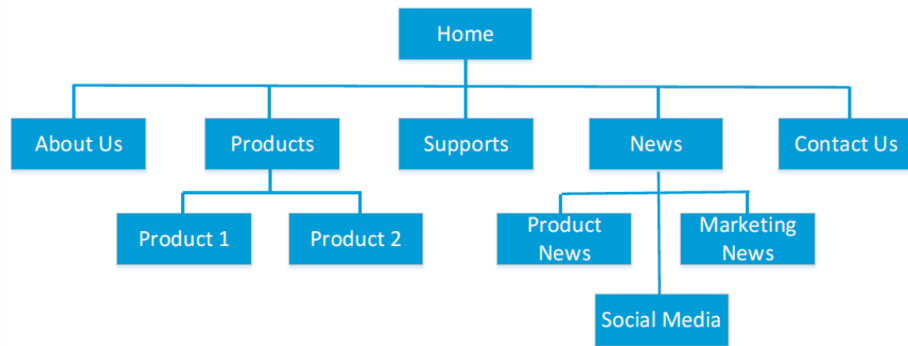 Home
About Us
Products
Supports
News
Contact Us
Product 1
Product 2
Product
News
Marketing
News
Social Media